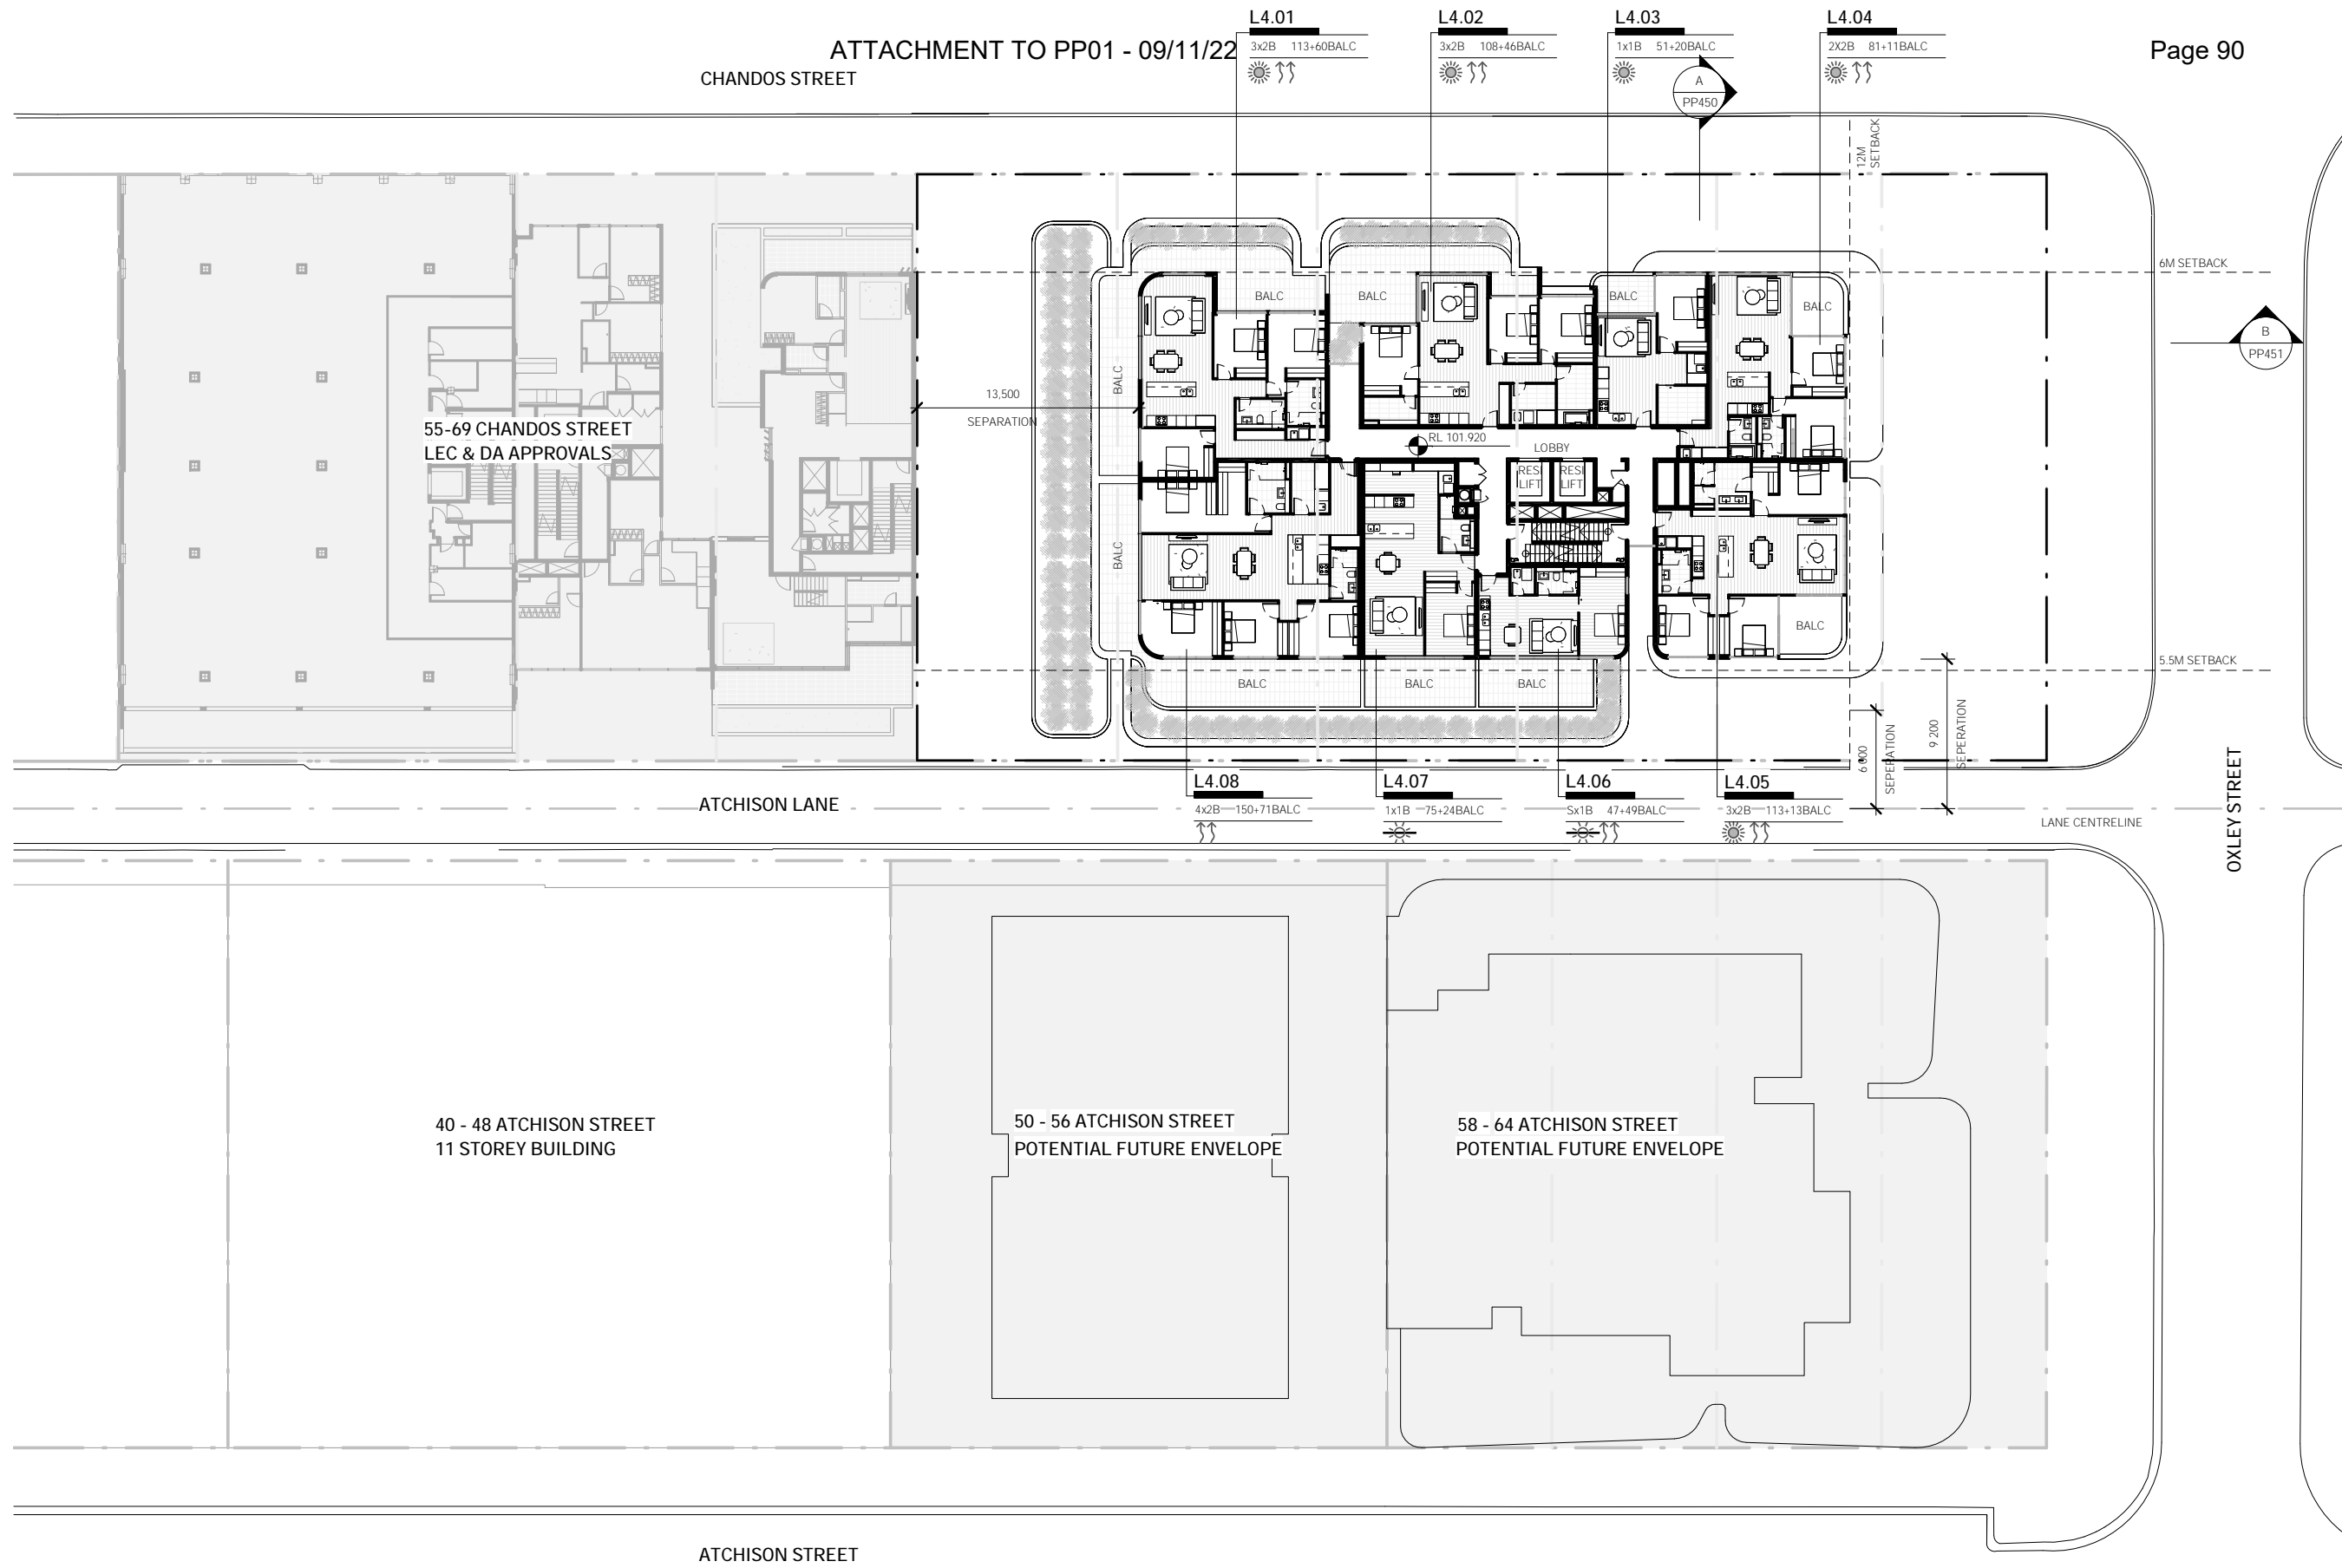 ATTACHMENT TO PP01 - 09/11/22
Page 90
CHANDOS STREET
L4.01
3x2B 113+60BALC
L4.02
3x2B 108+46BALC
L4.03
1x1B 51+20BALC
L4.04
2X2B 81+11BALC
A
PP450
12M
SETBACK
6M SETBACK
B
PP451
BALC
BALC
BALC
BALC
BALC
13,500
SEPARATION
55-69 CHANDOS STREET
LEC & DA APPROVALS
RL 101.920
LOBBY
RESI
LIFT
RESI
LIFT
BALC
BALC
BALC
BALC
BALC
5.5M SETBACK
6 000
SEPERATION
9 200
SEPERATION
L4.08
4x2B 150+71BALC
L4.07
1x1B 75+24BALC
L4.06
Sx1B 47+49BALC
L4.05
3x2B 113+13BALC
ATCHISON LANE
LANE CENTRELINE
OXLEY STREET
40 - 48 ATCHISON STREET
11 STOREY BUILDING
50 - 56 ATCHISON STREET
POTENTIAL FUTURE ENVELOPE
58 - 64 ATCHISON STREET
POTENTIAL FUTURE ENVELOPE
ATCHISON STREET